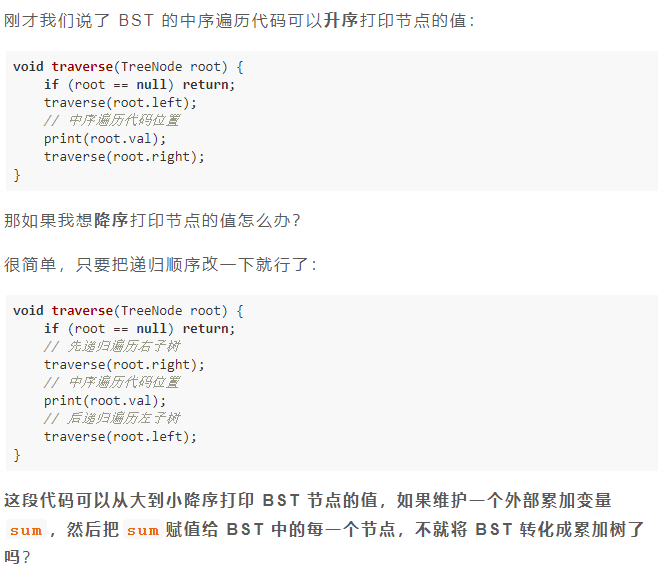 刚才我们说了 BST 的中序遍历代码可以升序打印节点的值：
void traverse(TreeNode root) {
    if (root == null) return;
    traverse(root.left);
    // 中序遍历代码位置
    print(root.val);
    traverse(root.right);
}
那如果我想降序打印节点的值怎么办？
很简单，只要把递归顺序改一下就行了：
void traverse(TreeNode root) {
    if (root == null) return;
    // 先递归遍历右子树
    traverse(root.right);
    // 中序遍历代码位置
    print(root.val);
    // 后递归遍历左子树
    traverse(root.left);
}
这段代码可以从大到小降序打印 BST 节点的值，如果维护一个外部累加变量
sum ，然后把 sum 赋值给 BST 中的每一个节点，不就将 BST 转化成累加树了
吗？